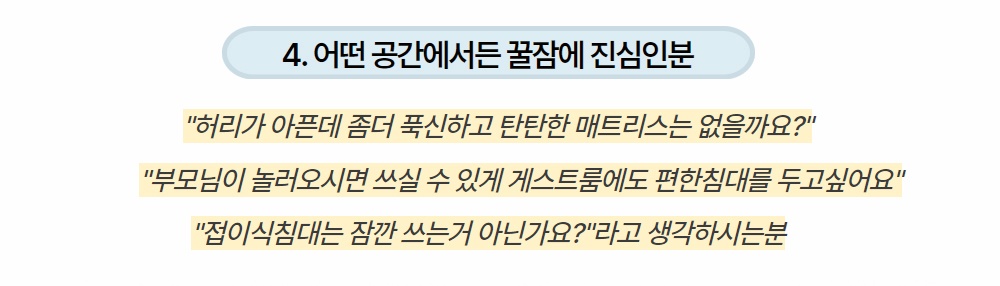 4. 어떤 공간에서든 꿀잠에 진심인분
"허리가 아픈데 좀더 푹신하고 탄탄한 매트리스는 없을까요?"
"부모님이 놀러오시면 쓰실 수 있게 게스트룸에도 편한침대를 두고싶어요"
"접이식침대는 잠깐 쓰는거 아닌가요?"라고 생각하시는분